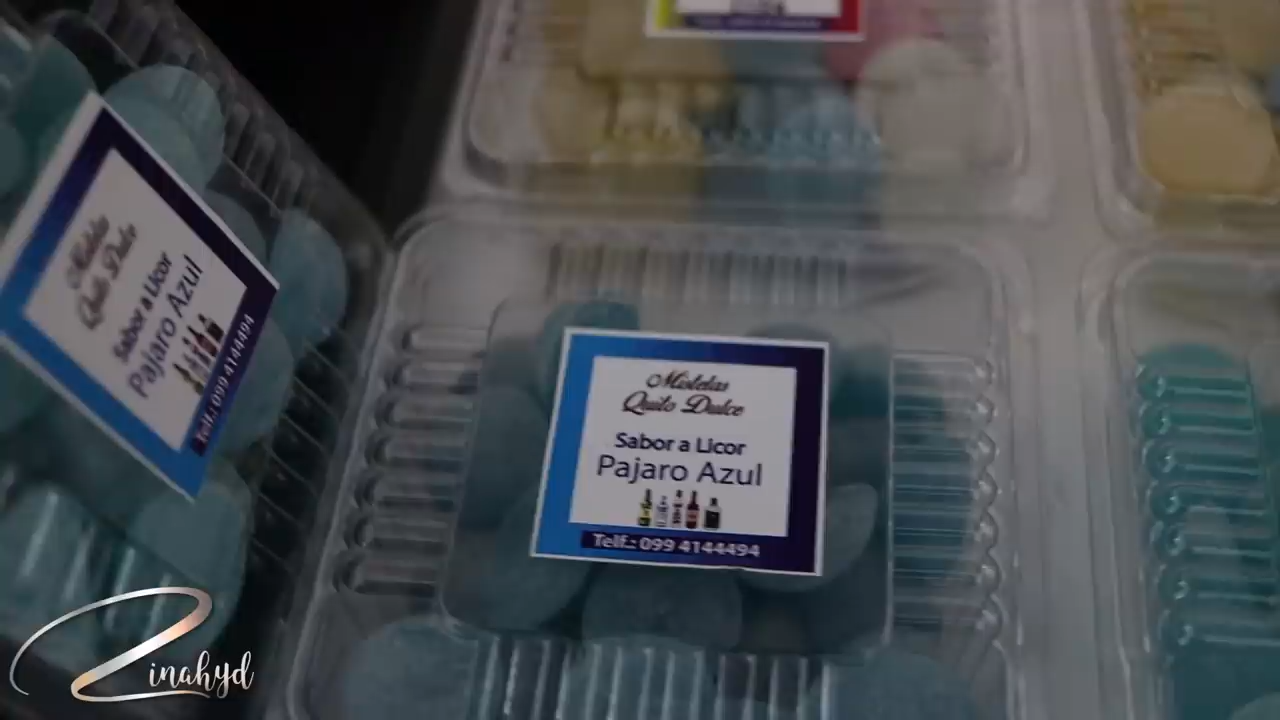 Mistelas
Quito Dulce
Sabor a Licor
Pajaro Azul
Telf.: 099 4144494
Mistelas
Quito Dulce
Sabor a Licor
Pajaro Azul
Telf.: 099 4144494
Zinahyd